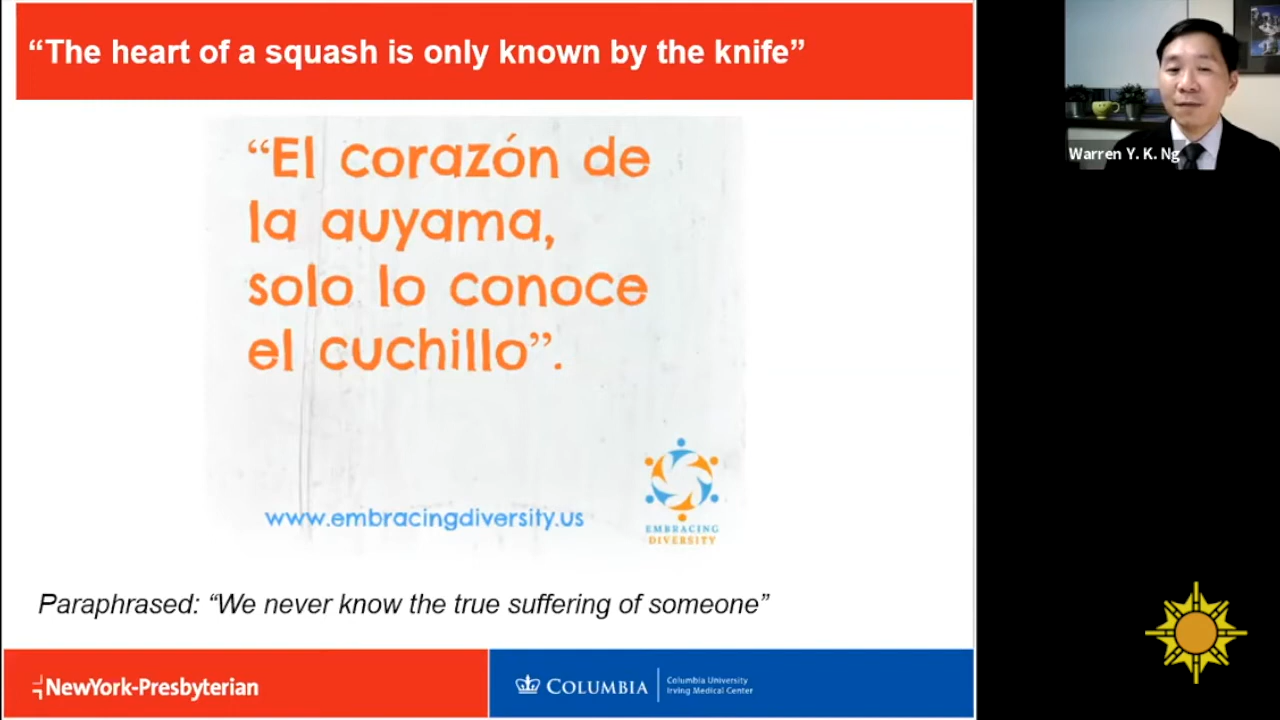 “The heart of a squash is only known by the knife”
“El corazón de
la auyama,
solo lo conoce
el cuchillo”.
www.embracingdiversity.us
EMBRACING
DIVERSITY
Paraphrased: “We never know the true suffering of someone”
NewYork-Presbyterian
COLUMBIA
Columbia University
Irving Medical Center
Warren Y. K. Ng